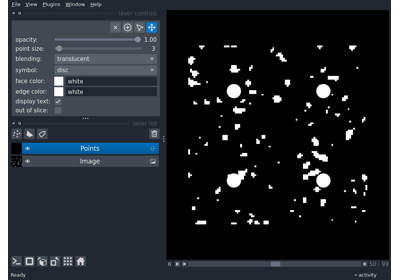 File View Plugins Window Help
layer controls
opacity: 1.00
point size: 3
blending: translucent
symbol: disc
face color: white
edge color: white
display text:
out of slice:
layer list
Points
Image
Ready
50 99
activity